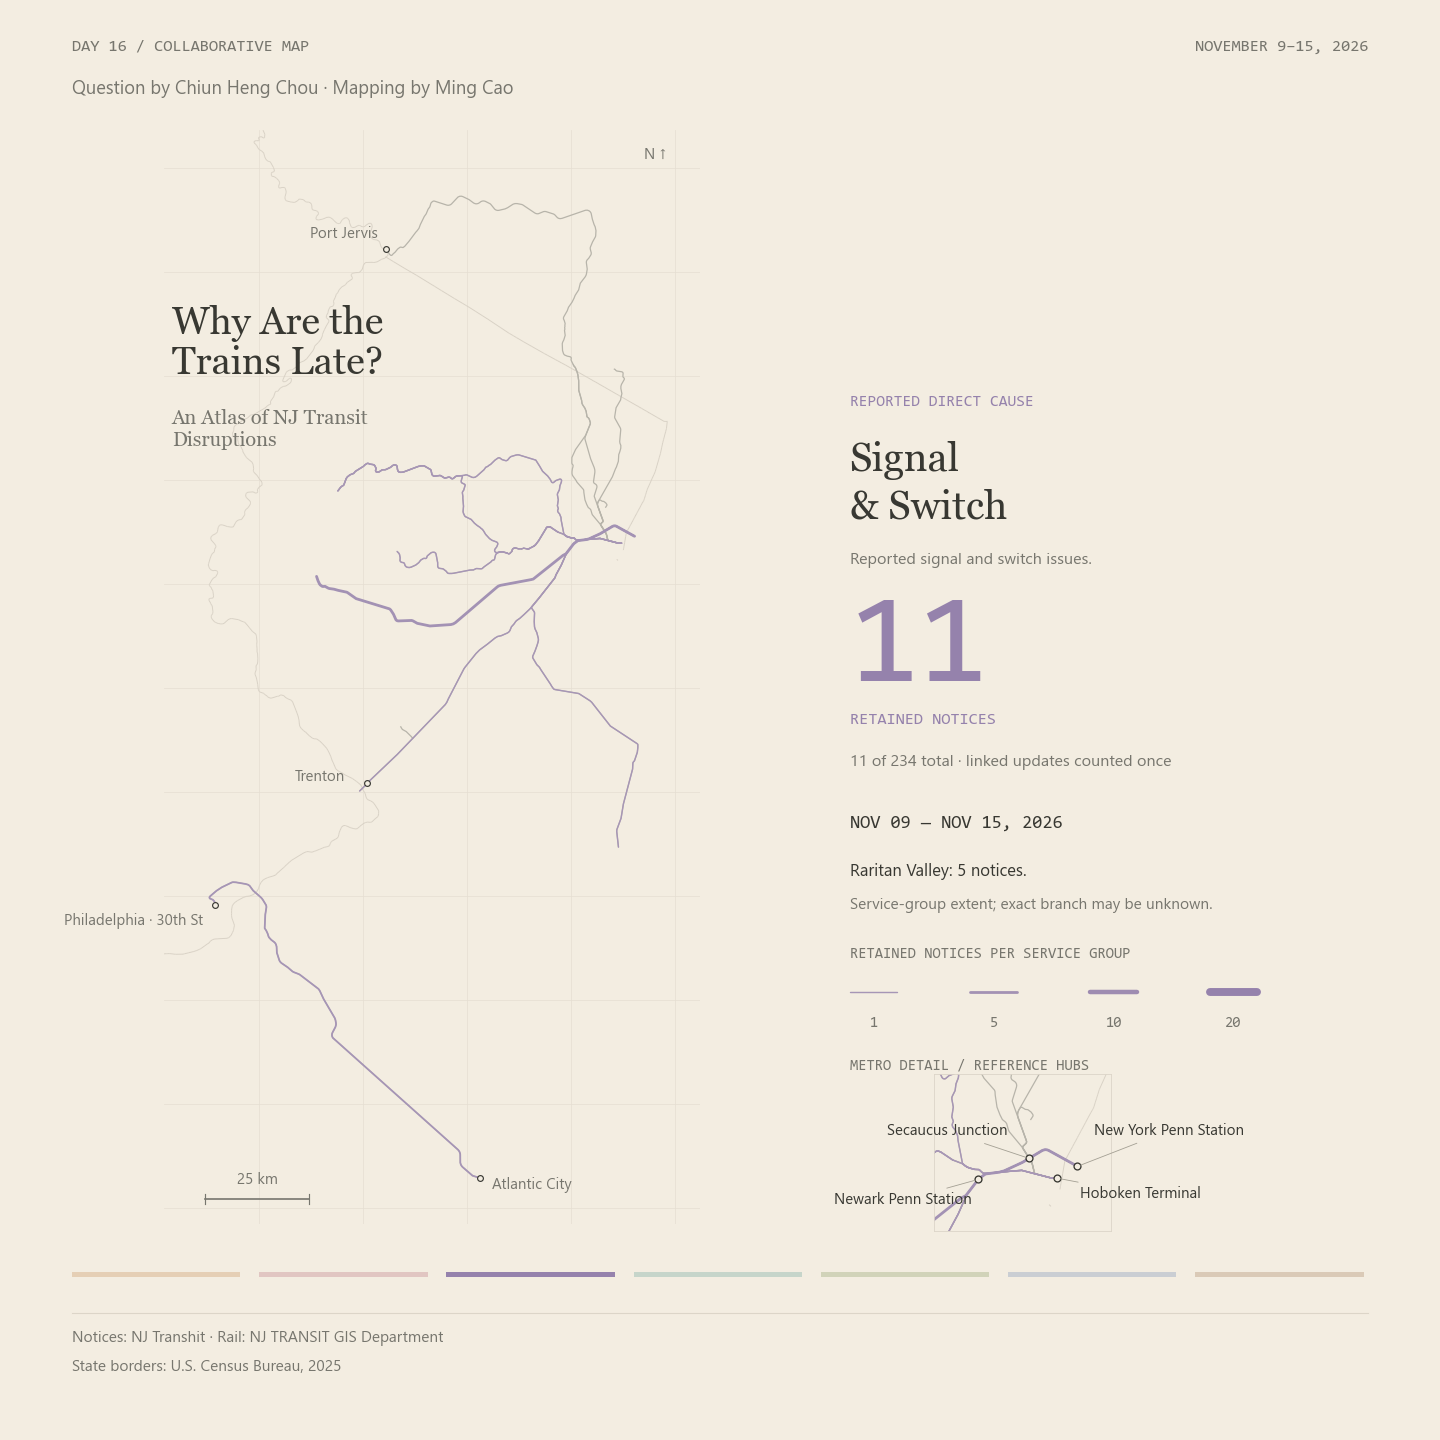 DAY 16 / COLLABORATIVE MAP
NOVEMBER 9–15, 2026
Question by Chiun Heng Chou · Mapping by Ming Cao
N ↑
Port Jervis
Why Are the
Trains Late?
An Atlas of NJ Transit
Disruptions
Trenton
Philadelphia · 30th St
25 km
Atlantic City
REPORTED DIRECT CAUSE
Signal
& Switch
Reported signal and switch issues.
11
RETAINED NOTICES
11 of 234 total · linked updates counted once
NOV 09 — NOV 15, 2026
Raritan Valley: 5 notices.
Service-group extent; exact branch may be unknown.
RETAINED NOTICES PER SERVICE GROUP
1 5 10 20
METRO DETAIL / REFERENCE HUBS
Secaucus Junction
New York Penn Station
Newark Penn Station
Hoboken Terminal
Notices: NJ Transhit · Rail: NJ TRANSIT GIS Department
State borders: U.S. Census Bureau, 2025